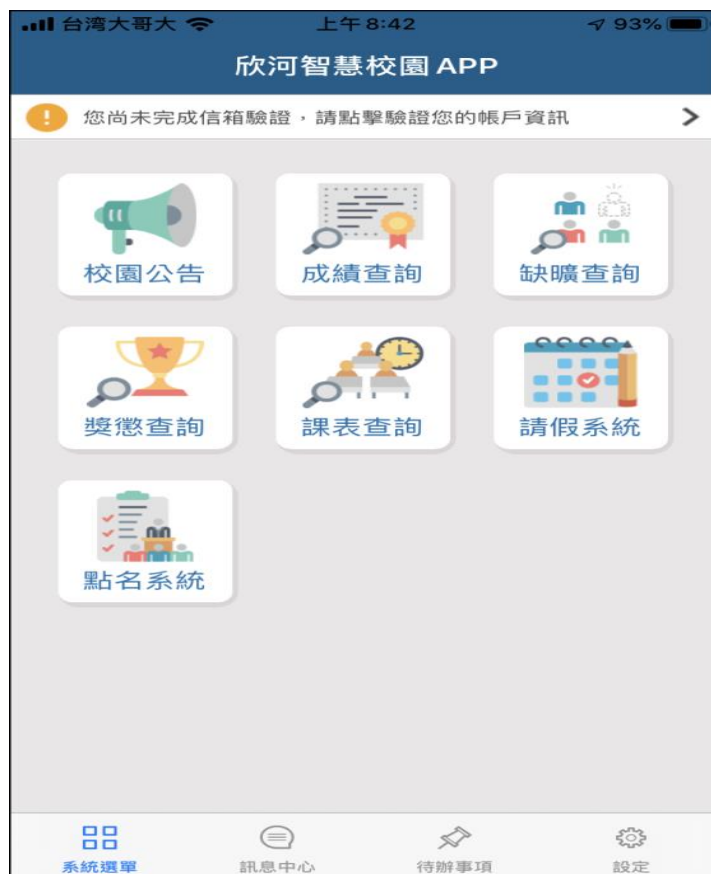 台湾大哥大 上午8:42 93%
欣河智慧校園 APP
您尚未完成信箱驗證，請點擊驗證您的帳戶資訊
校園公告 成績查詢 缺曠查詢
獎懲查詢 課表查詢 請假系統
點名系統
系統選單 訊息中心 待辦事項 設定